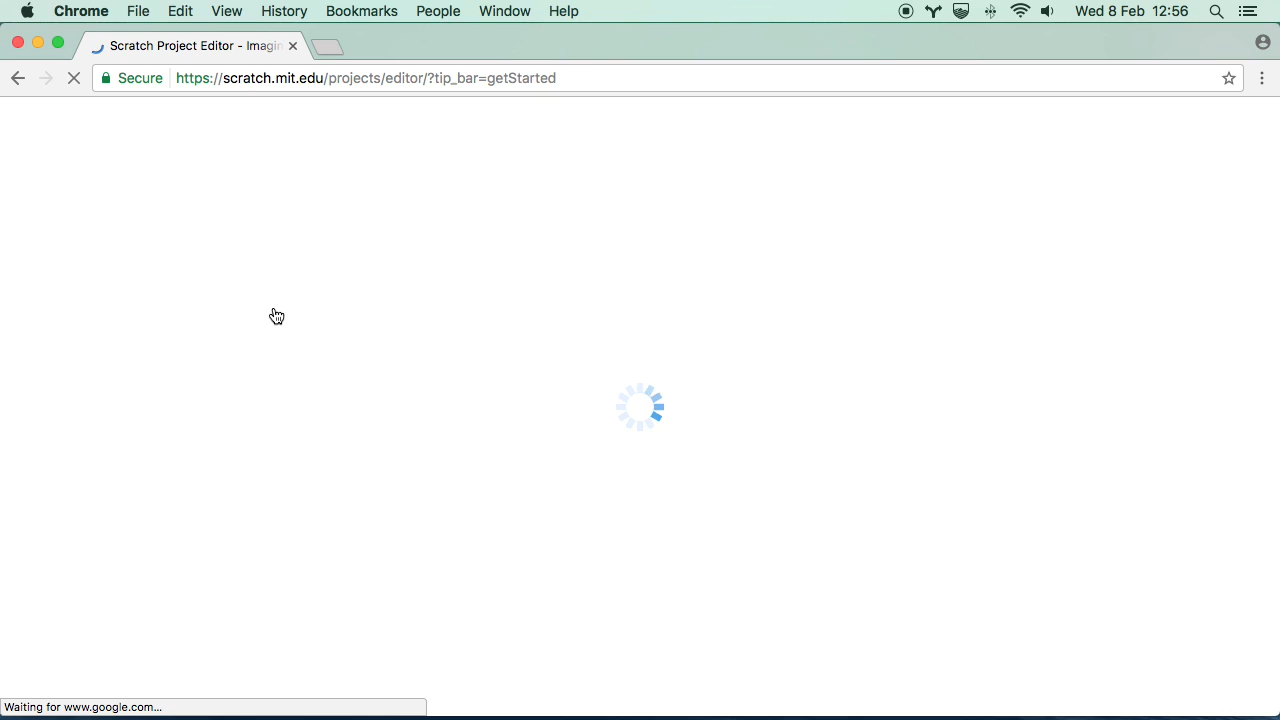 Chrome File Edit View History Bookmarks People Window Help Wed 8 Feb 12:56
Scratch Project Editor - Imagin
Secure https://scratch.mit.edu/projects/editor/?tip_bar=getStarted
Waiting for www.google.com...